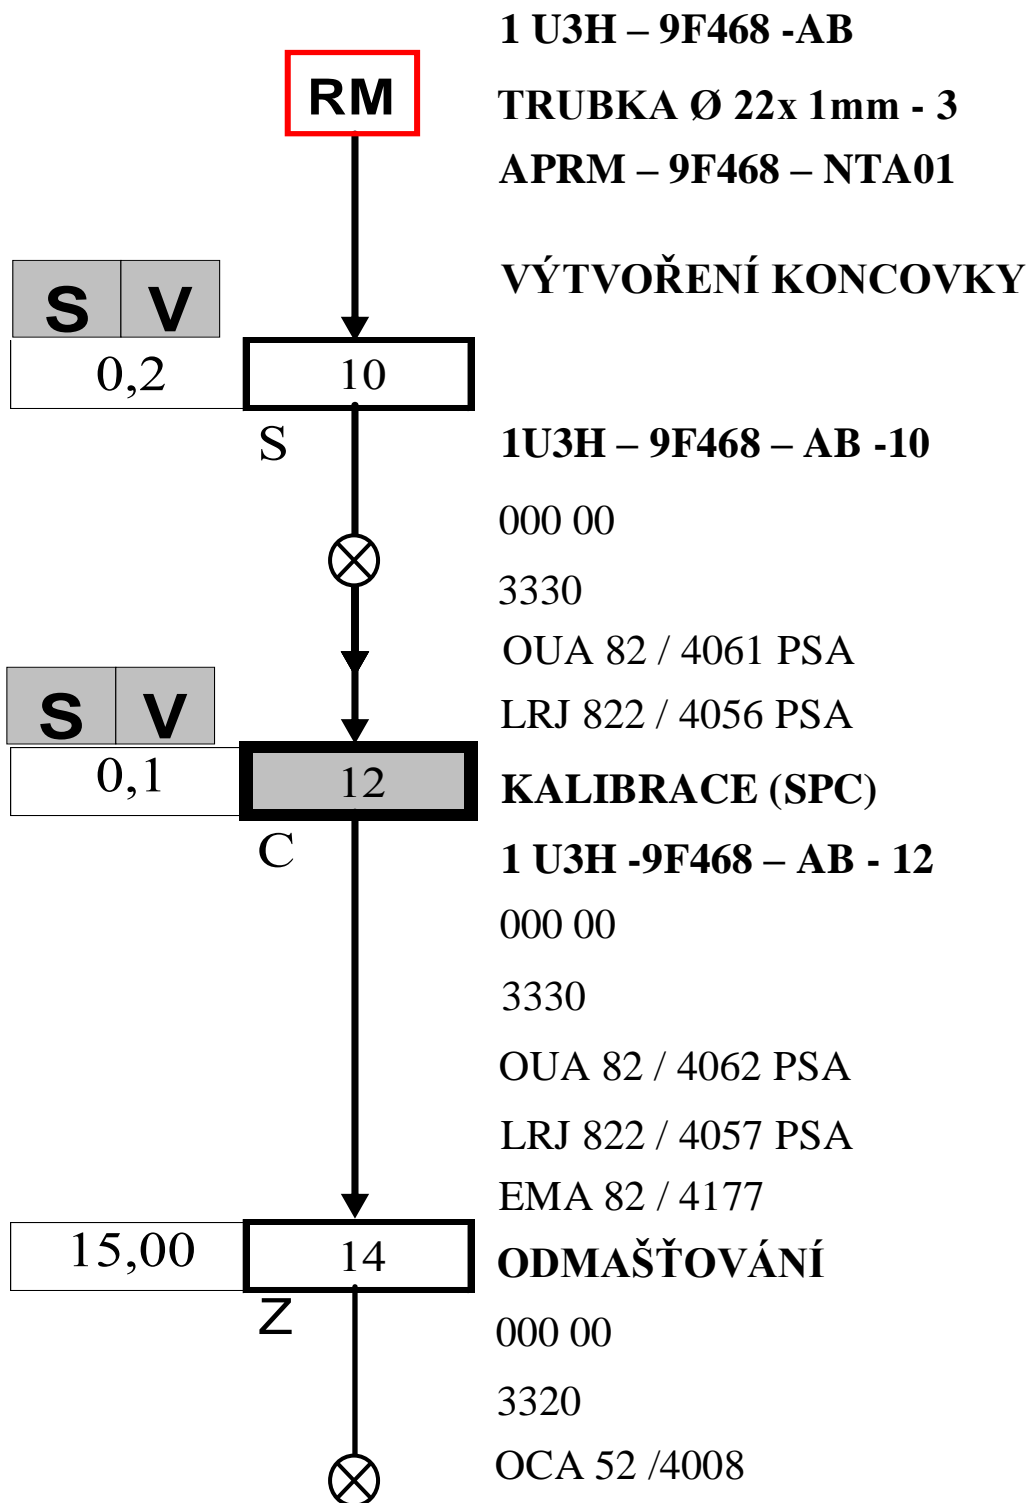 1 U3H – 9F468 -AB
RM
TRUBKA Ø 22x 1mm - 3
APRM – 9F468 – NTA01
VÝTVOŘENÍ KONCOVKY
S V
0,2 10
S
1U3H – 9F468 – AB -10
000 00
3330
OUA 82 / 4061 PSA
LRJ 822 / 4056 PSA
S V
0,1 12
KALIBRACE (SPC)
C
1 U3H -9F468 – AB - 12
000 00
3330
OUA 82 / 4062 PSA
LRJ 822 / 4057 PSA
EMA 82 / 4177
15,00 14
ODMAŠŤOVÁNÍ
Z
000 00
3320
OCA 52 /4008